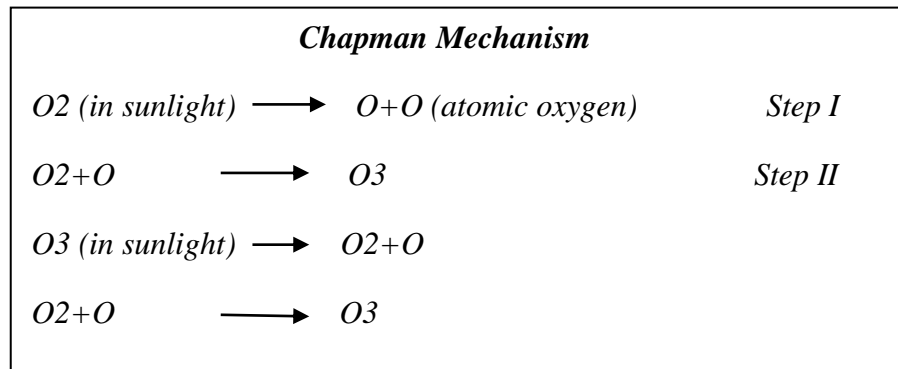 Chapman Mechanism
O2 (in sunlight) → O+O (atomic oxygen) Step I
O2+O → O3 Step II
O3 (in sunlight) → O2+O
O2+O → O3